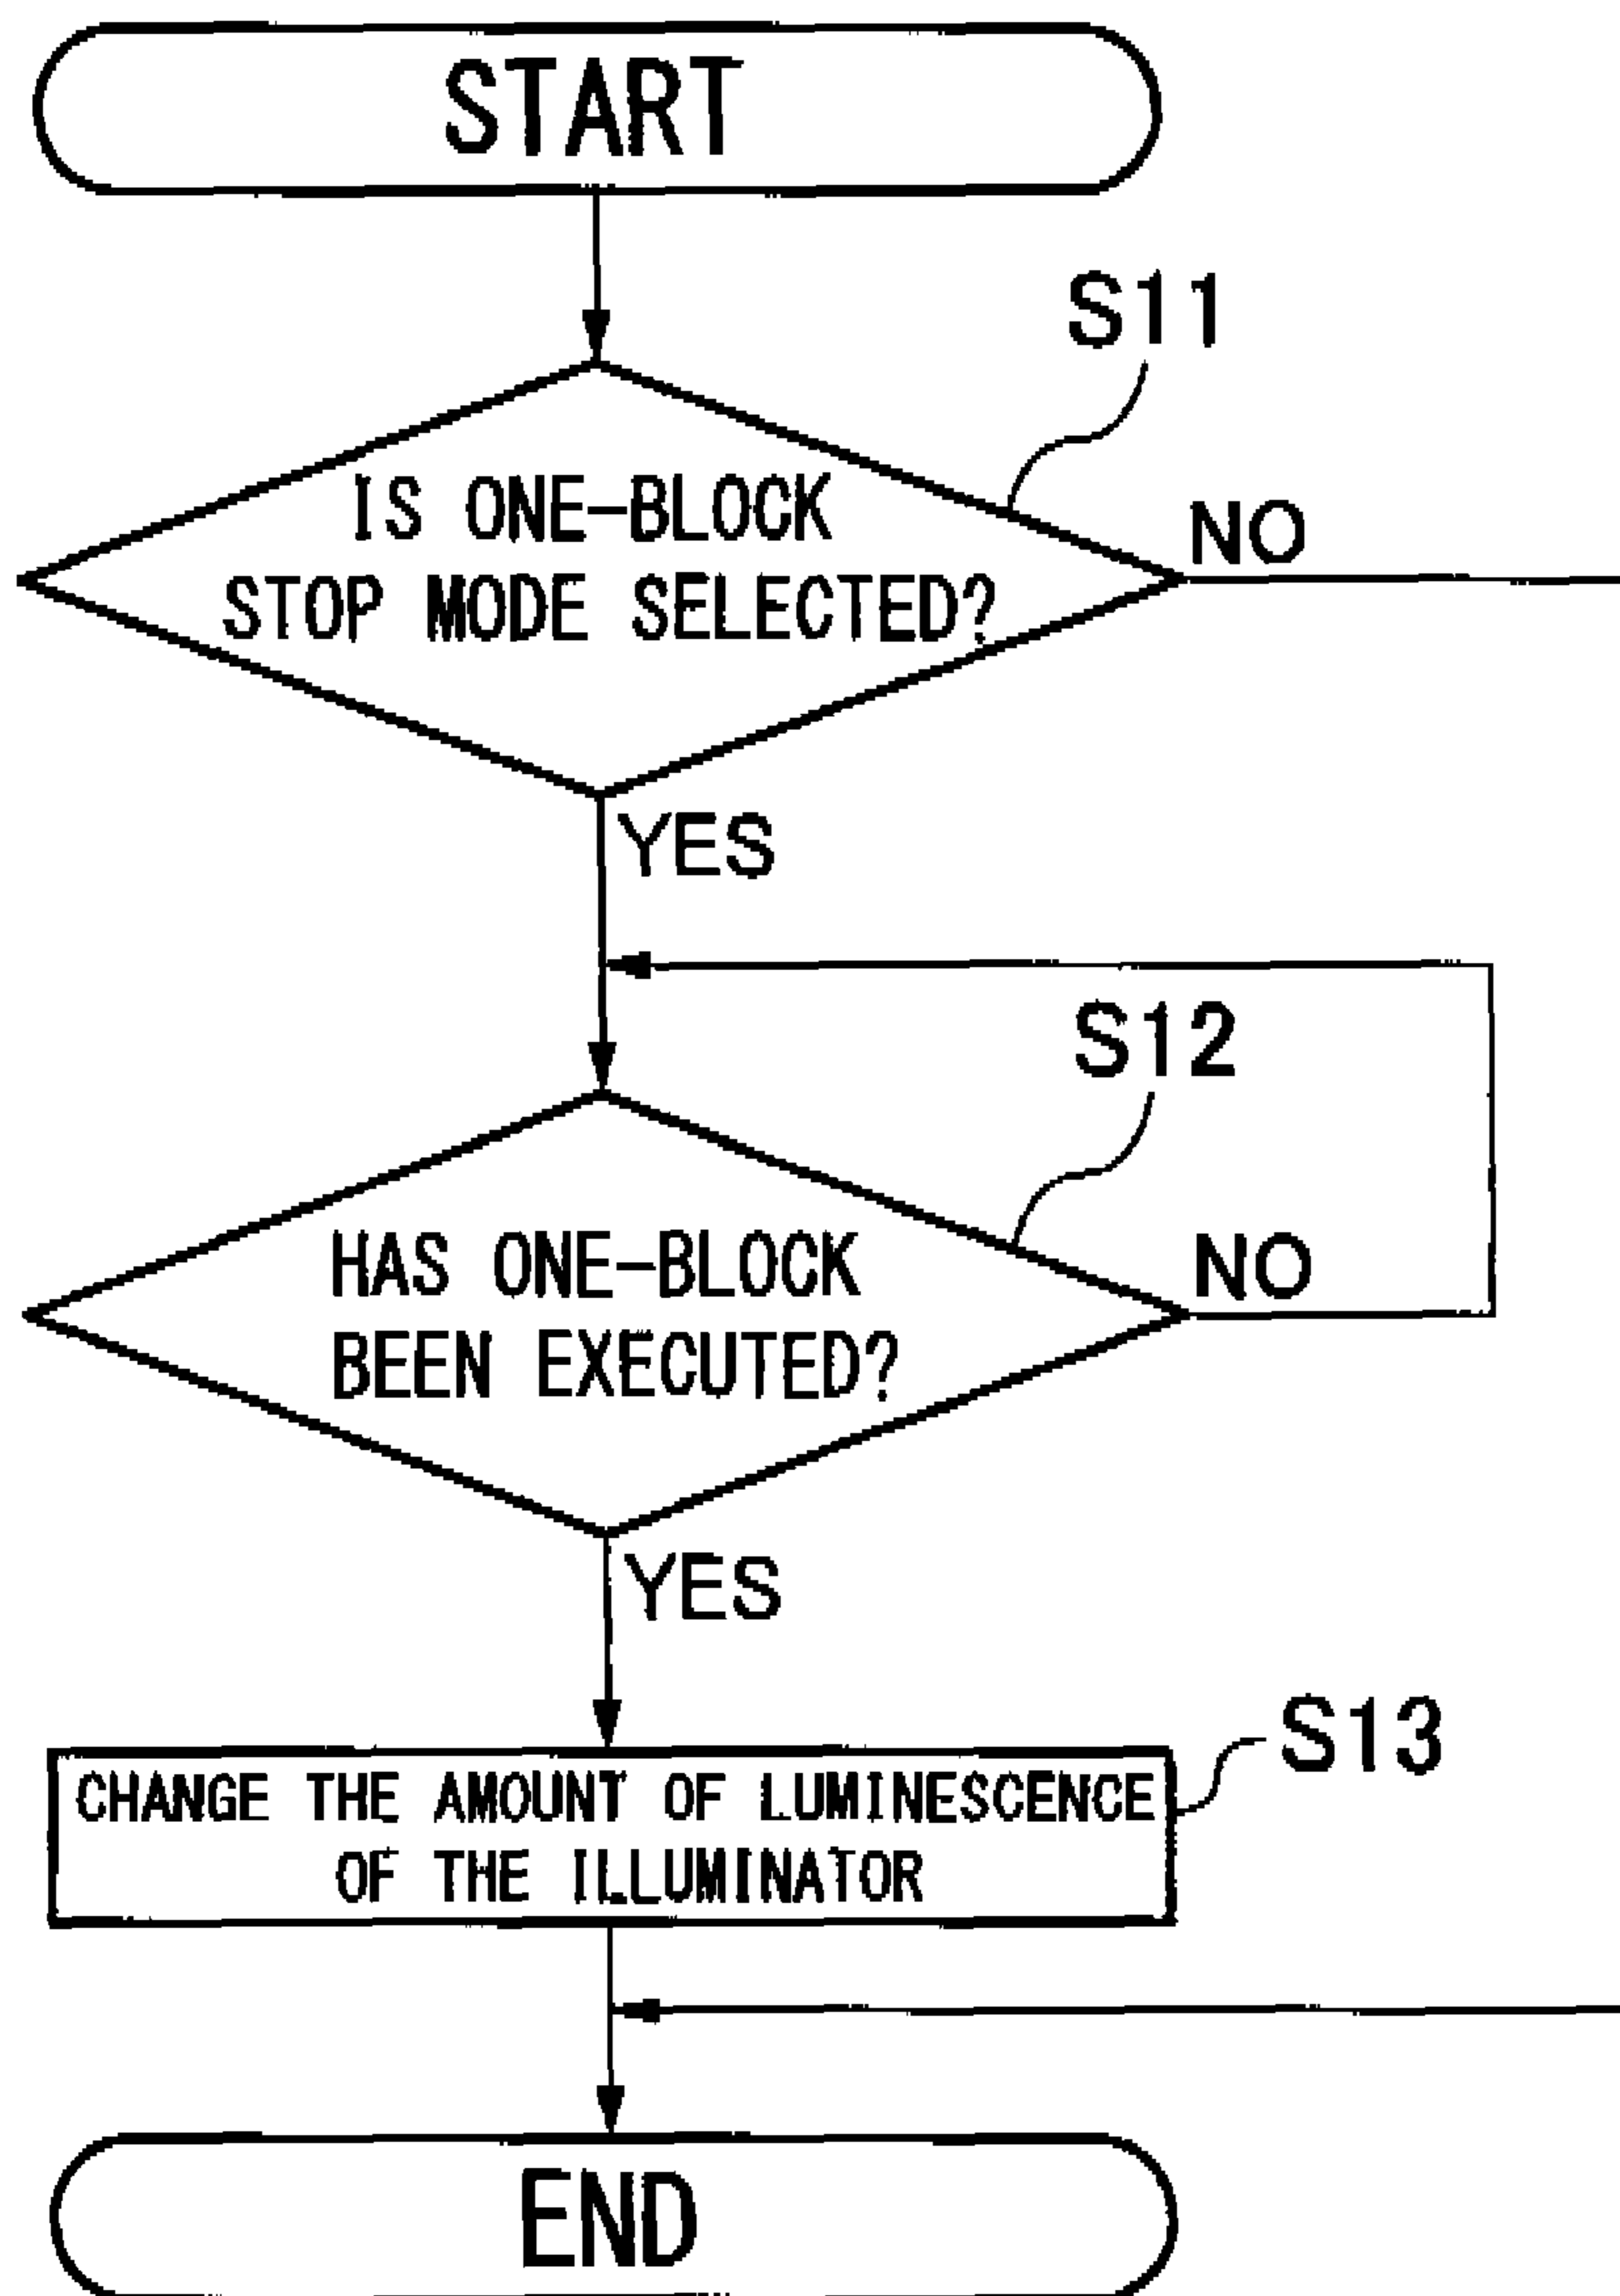 START
S11
IS ONE-BLOCK
STOP MODE SELECTED?
NO
YES
S12
HAS ONE-BLOCK
BEEN EXECUTED?
NO
YES
S13
CHANGE THE AMOUNT OF LUMINESCENCE
OF THE ILLUMINATOR
END